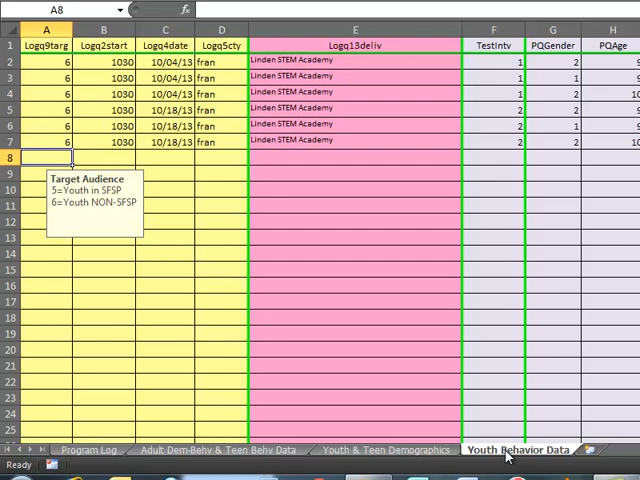 A8
fx
A B C D E F G H
1 Logq9targ Logq2start Logq4date Logq5cty Logq13deliv TestIntv PQGender PQAge
2 6 1030 10/04/13 fran Linden STEM Academy 1 2 9
3 6 1030 10/04/13 fran Linden STEM Academy 1 1 9
4 6 1030 10/04/13 fran Linden STEM Academy 1 2 10
5 6 1030 10/18/13 fran Linden STEM Academy 2 2 9
6 6 1030 10/18/13 fran Linden STEM Academy 2 1 9
7 6 1030 10/18/13 fran Linden STEM Academy 2 2 10
8
9
10
11
12
13
14
15
16
17
18
19
20
21
22
23
24
25
Target Audience
5=Youth in SFSP
6=Youth NON-SFSP
Program Log Adult Dem-Behv & Teen Behv Data Youth & Teen Demographics Youth Behavior Data
Ready